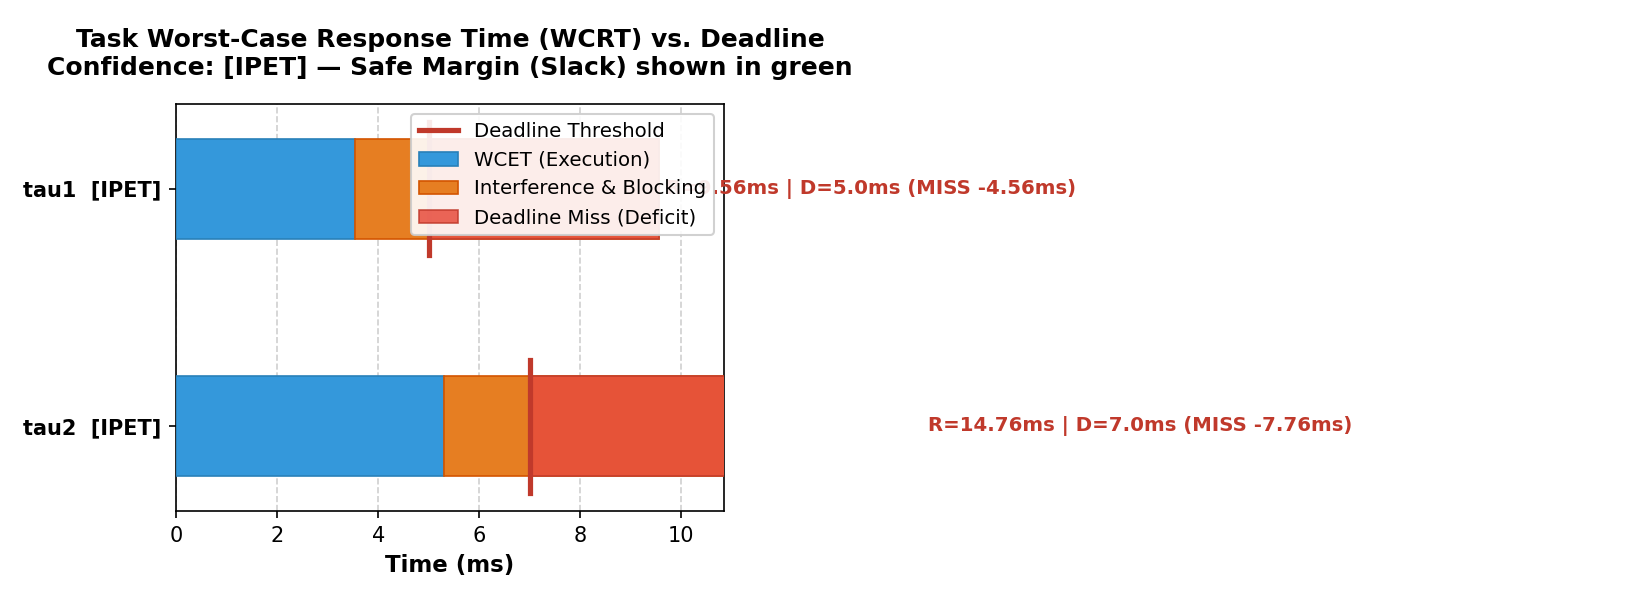 Task Worst-Case Response Time (WCRT) vs. Deadline
Confidence: [IPET] — Safe Margin (Slack) shown in green
Deadline Threshold
WCET (Execution)
Interference & Blocking
Deadline Miss (Deficit)
tau1 [IPET]
.56ms | D=5.0ms (MISS -4.56ms)
tau2 [IPET]
R=14.76ms | D=7.0ms (MISS -7.76ms)
0 2 4 6 8 10
Time (ms)